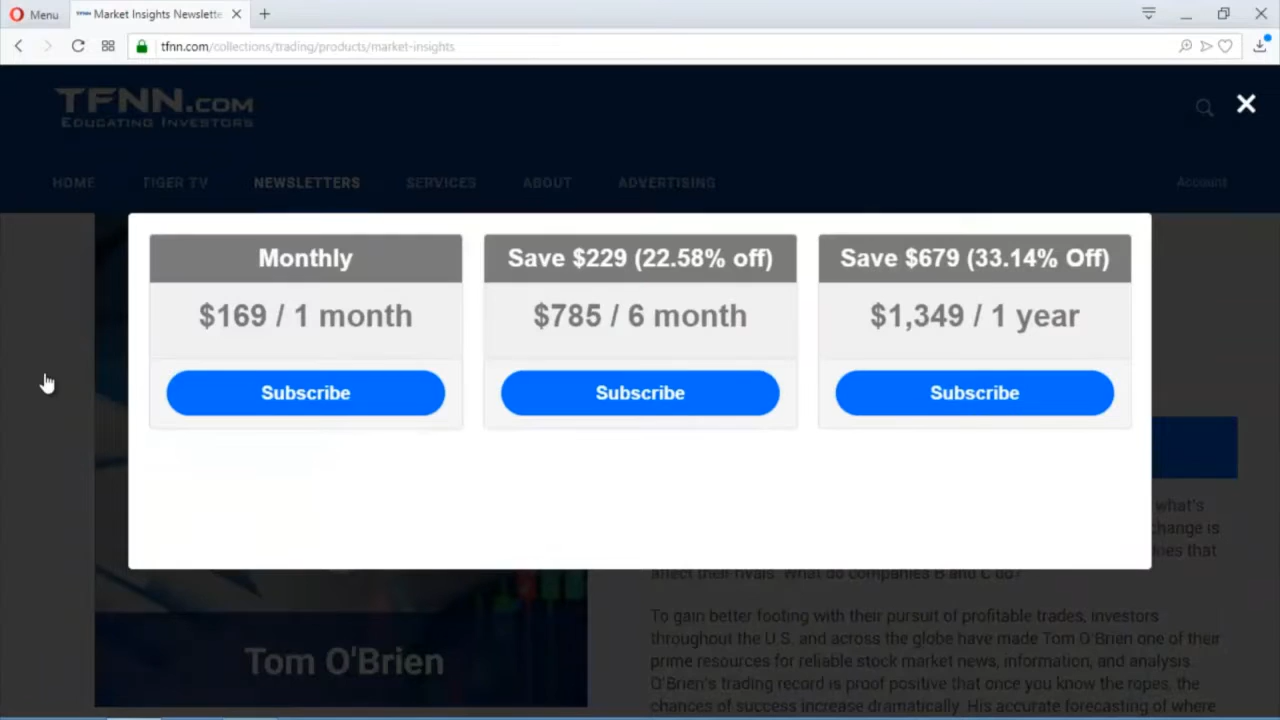 Menu
Market Insights Newslette
tfnn.com/collections/trading/products/market-insights
TFNN.COM
EDUCATING INVESTORS
HOME
TIGER TV
NEWSLETTERS
SERVICES
ABOUT
ADVERTISING
Account
Monthly
$169 / 1 month
Subscribe
Save $229 (22.58% off)
$785 / 6 month
Subscribe
Save $679 (33.14% Off)
$1,349 / 1 year
Subscribe
what's
change is
does that
affect their rivals. What do companies B and C do?
To gain better footing with their pursuit of profitable trades, investors
throughout the U.S. and across the globe have made Tom O'Brien one of their
prime resources for reliable stock market news, information, and analysis.
O'Brien's trading record is proof positive that once you know the ropes, the
chances of success increase dramatically. His accurate forecasting of where
Tom O'Brien